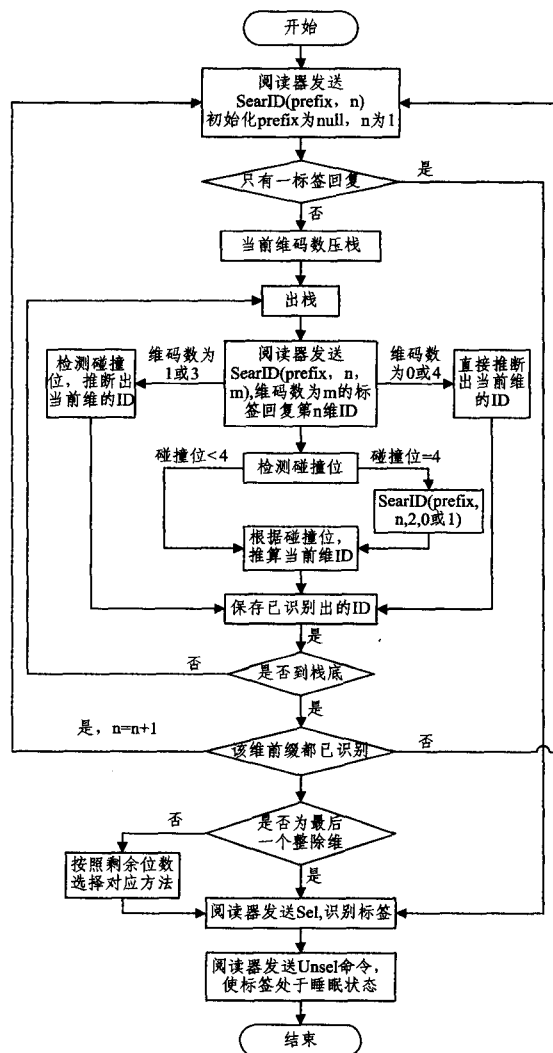 开始
阅读器发送
SearID(prefix，n)
初始化prefix为null，n为1
只有一标签回复
是
否
当前维码数压栈
出栈
检测碰撞
位，推断出
当前维的ID
维码数为
1或3
阅读器发送
SearID(prefix，n，
m),维码数为m的标
签回复第n维ID
维码数
为0或4
直接推断
出当前维
的ID
碰撞位<4
检测碰撞位
碰撞位=4
SearID(prefix,
n,2,0或1)
根据碰撞位，
推算当前维ID
保存已识别出的ID
是
否
是否到栈底
是
是，n=n+1
该维前缀都已识别
否
否
是否为最后
一个整除维
按照剩余位数
选择对应方法
是
阅读器发送Sel,识别标签
阅读器发送Unsel命令，
使标签处于睡眠状态
结束